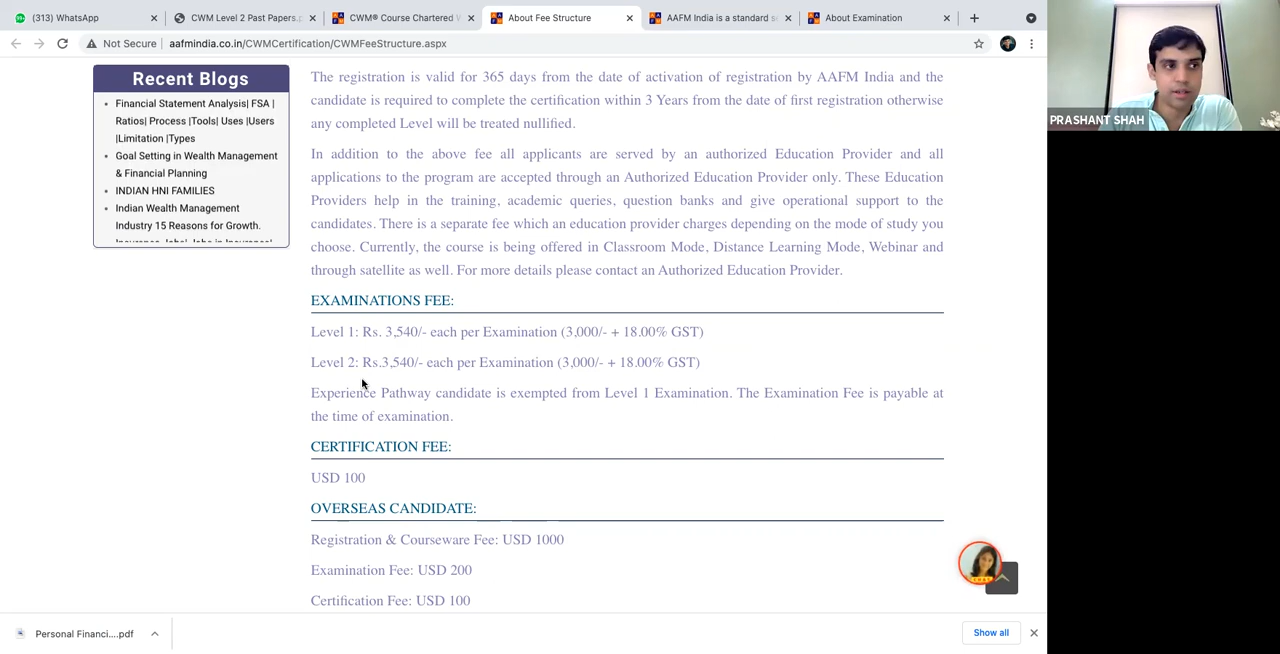 (313) WhatsApp
CWM Level 2 Past Papers.p
CWM® Course Chartered
About Fee Structure
AAFM India is a standard s
About Examination
Not Secure
aafmindia.co.in/CWMCertification/CWMFeeStructure.aspx
Recent Blogs
Financial Statement Analysis| FSA |
Ratios| Process |Tools| Uses |Users
|Limitation |Types
Goal Setting in Wealth Management
& Financial Planning
INDIAN HNI FAMILIES
Indian Wealth Management
Industry 15 Reasons for Growth.
The registration is valid for 365 days from the date of activation of registration by AAFM India and the
candidate is required to complete the certification within 3 Years from the date of first registration otherwise
any completed Level will be treated nullified.
In addition to the above fee all applicants are served by an authorized Education Provider and all
applications to the program are accepted through an Authorized Education Provider only. These Education
Providers help in the training, academic queries, question banks and give operational support to the
candidates. There is a separate fee which an education provider charges depending on the mode of study you
choose. Currently, the course is being offered in Classroom Mode, Distance Learning Mode, Webinar and
through satellite as well. For more details please contact an Authorized Education Provider.
EXAMINATIONS FEE:
Level 1: Rs. 3,540/- each per Examination (3,000/- + 18.00% GST)
Level 2: Rs.3,540/- each per Examination (3,000/- + 18.00% GST)
Experience Pathway candidate is exempted from Level 1 Examination. The Examination Fee is payable at
the time of examination.
CERTIFICATION FEE:
USD 100
OVERSEAS CANDIDATE:
Registration & Courseware Fee: USD 1000
Examination Fee: USD 200
Certification Fee: USD 100
PRASHANT SHAH
Personal Financi....pdf
Show all